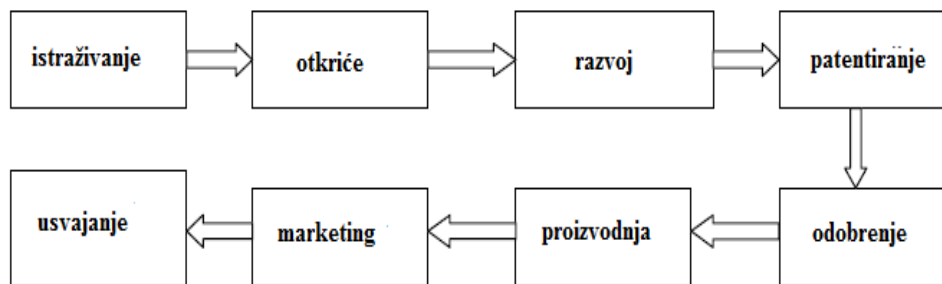 istraživanje
otkriće
razvoj
patentiranje
odobrenje
proizvodnja
marketing
usvajanje